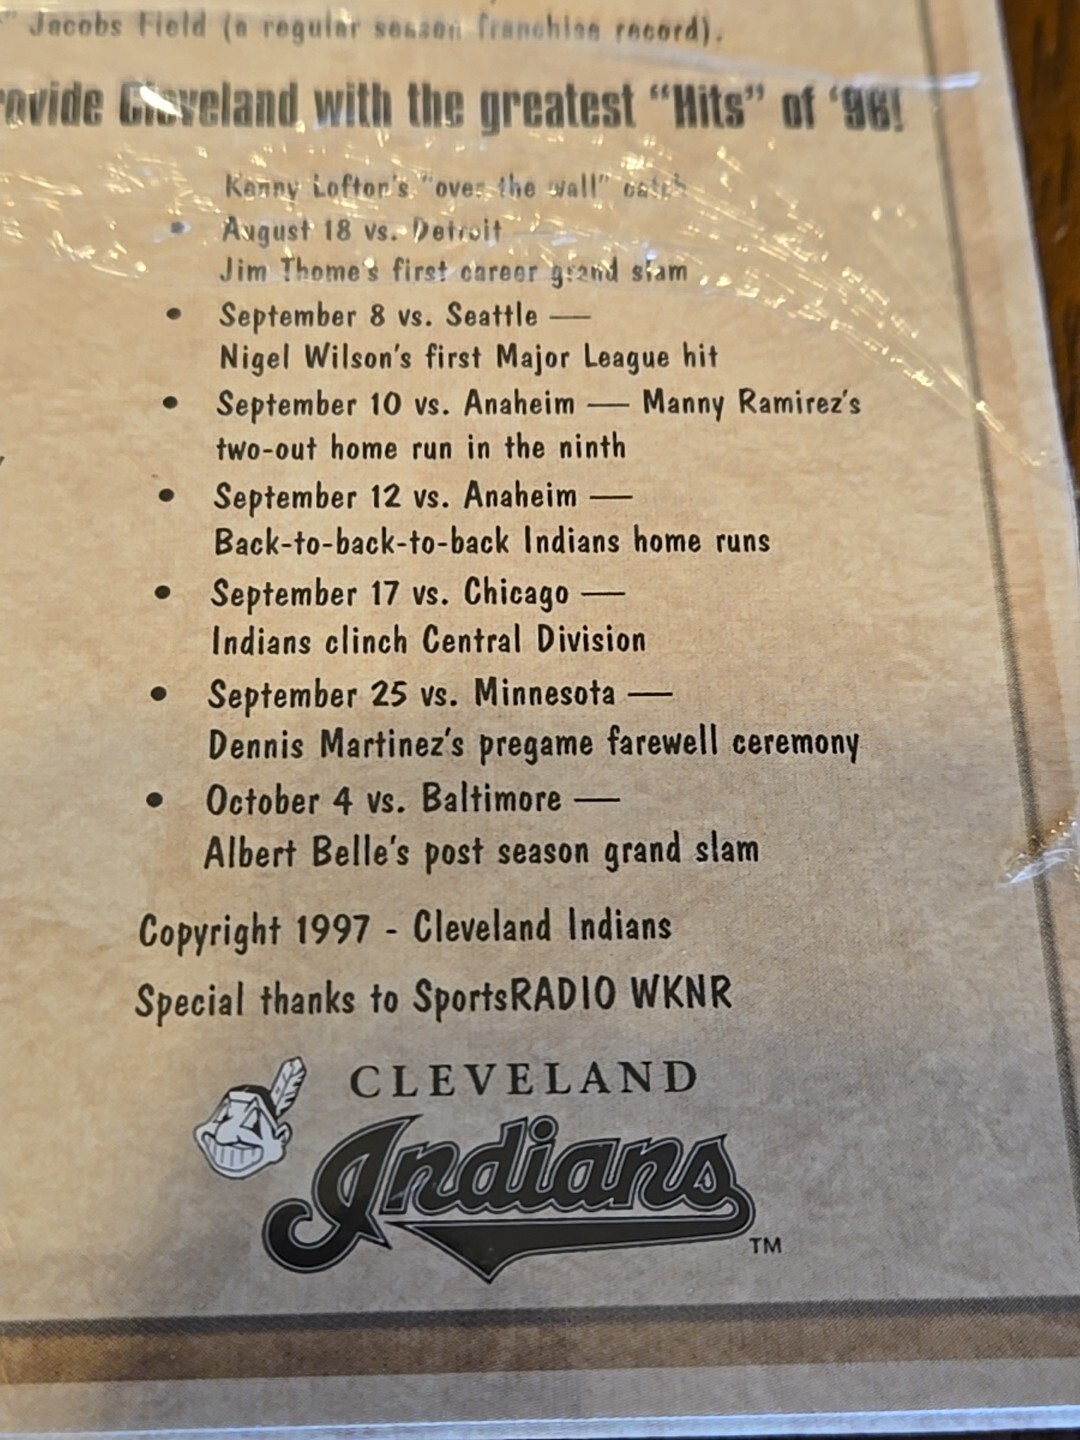 Jacobs Field (a regular season franchise record).
Cleveland with the greatest "Hits" of '96!
Kenny Lofton's "over the wall" catch
• August 18 vs. Detroit —
Jim Thome's first career grand slam
• September 8 vs. Seattle —
Nigel Wilson's first Major League hit
• September 10 vs. Anaheim — Manny Ramirez's
two-out home run in the ninth
• September 12 vs. Anaheim —
Back-to-back-to-back Indians home runs
• September 17 vs. Chicago —
Indians clinch Central Division
• September 25 vs. Minnesota —
Dennis Martinez's pregame farewell ceremony
• October 4 vs. Baltimore —
Albert Belle's post season grand slam
Copyright 1997 - Cleveland Indians
Special thanks to SportsRADIO WKNR
CLEVELAND
Indians
TM